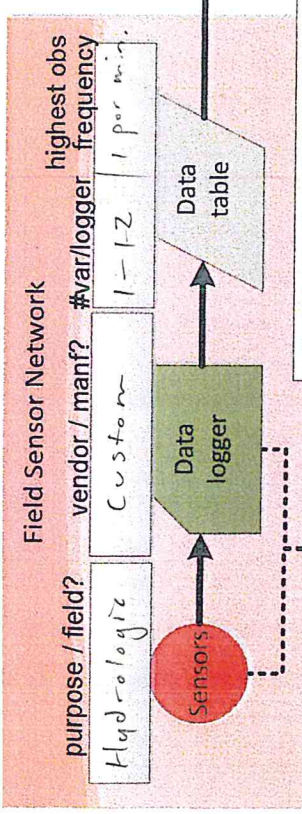 Field Sensor Network
purpose / field?
vendor / manf?
#var/logger
highest obs
frequency
Hydrologic
Custom
1-12
1 per min.
Sensors
Data
logger
Data
table